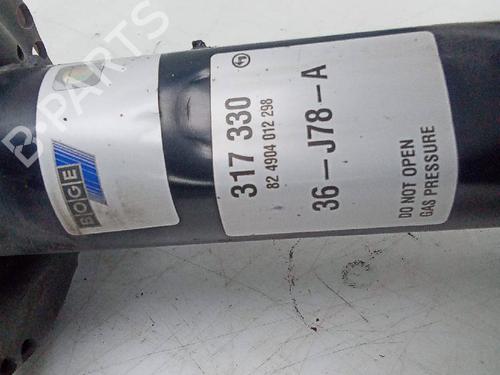 BOGE
317 330
82 4904 012 298
36-J78-A
DO NOT OPEN
GAS PRESSURE
B-PARTS